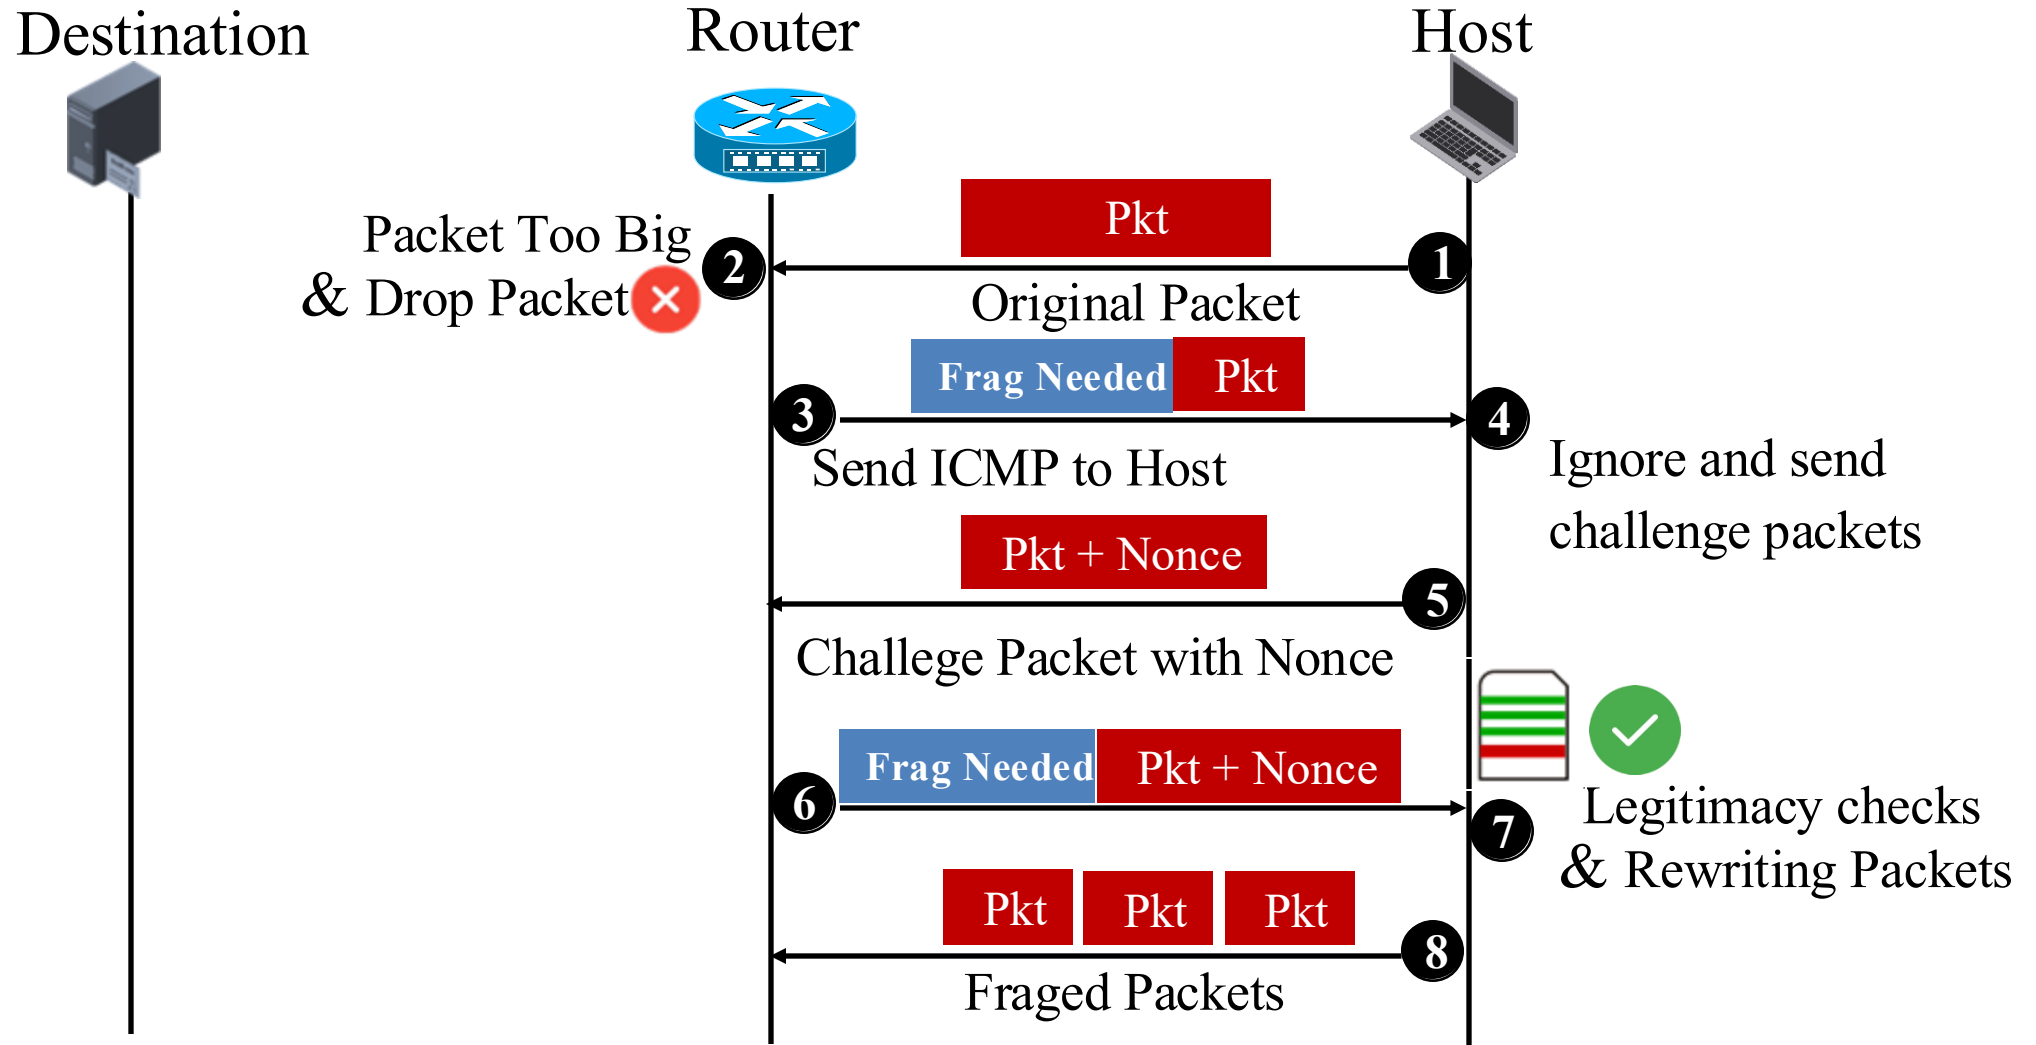 Destination
Router
Host
Pkt
Packet Too Big
& Drop Packet
2
1
Original Packet
Frag Needed
Pkt
3
4
Send ICMP to Host
Ignore and send
challenge packets
Pkt + Nonce
5
Challege Packet with Nonce
Frag Needed
Pkt + Nonce
6
7
Legitimacy checks
& Rewriting Packets
Pkt
Pkt
Pkt
8
Fraged Packets